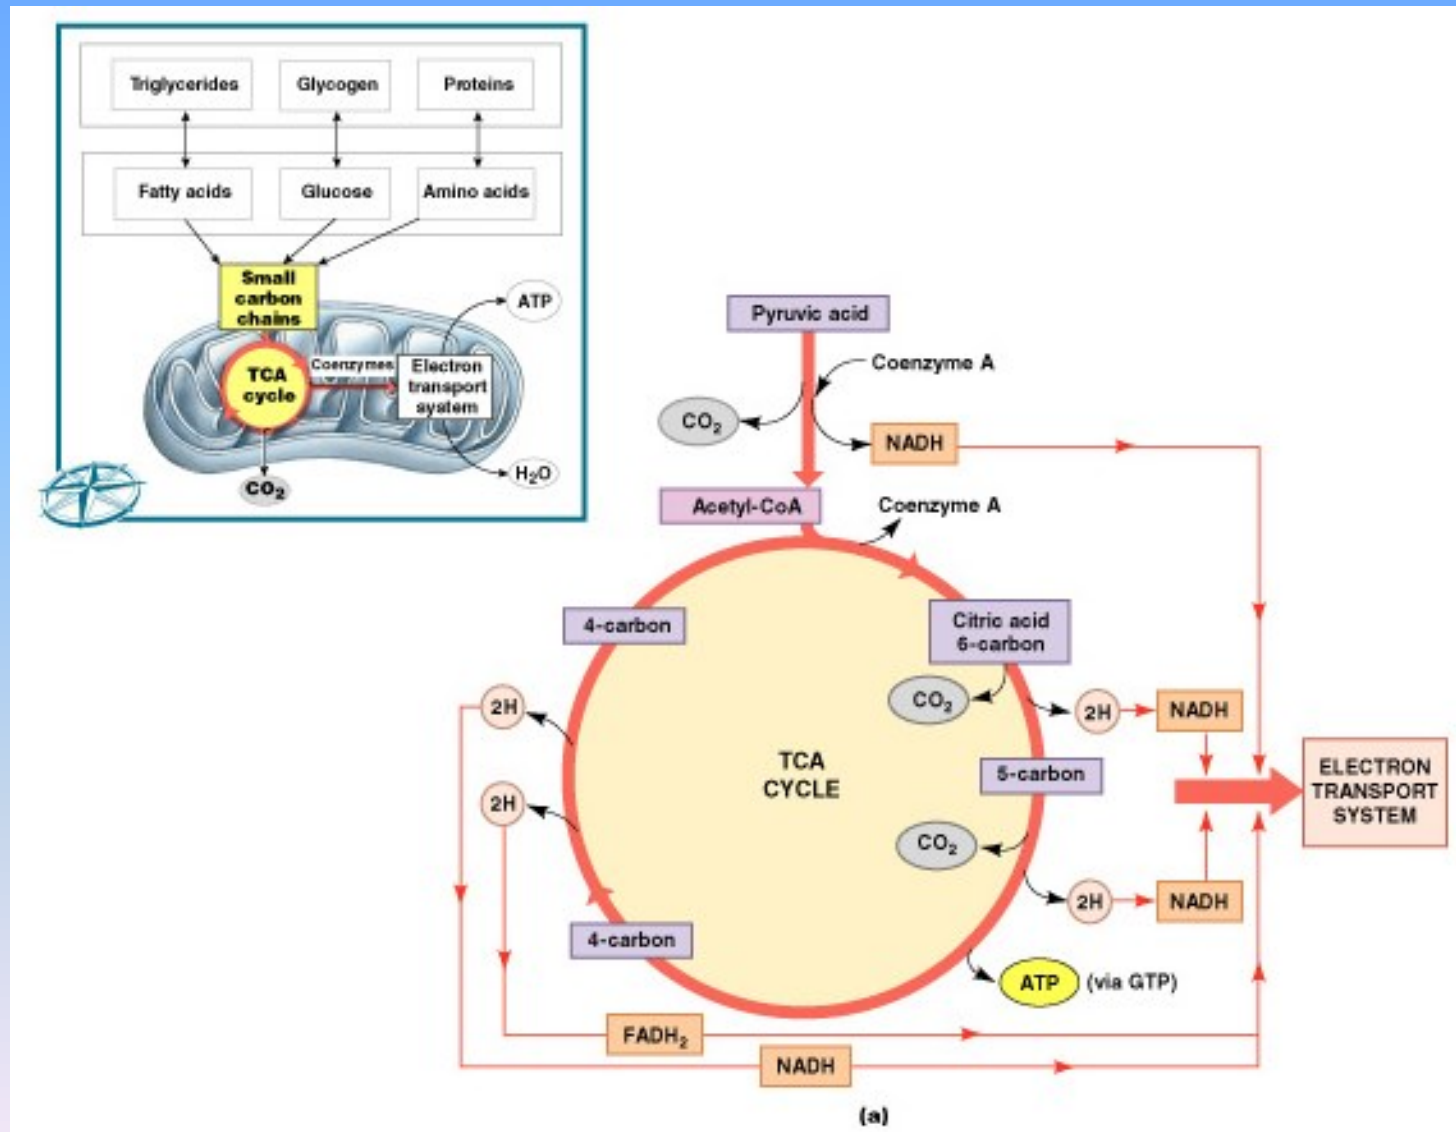 Triglycerides
Glycogen
Proteins
Fatty acids
Glucose
Amino acids
Small
carbon
chains
ATP
TCA
cycle
Coenzymes
Electron
transport
system
CO₂
H₂O
Pyruvic acid
Coenzyme A
CO₂
NADH
Acetyl-CoA
Coenzyme A
4-carbon
Citric acid
6-carbon
CO₂
2H
NADH
2H
TCA
CYCLE
5-carbon
ELECTRON
TRANSPORT
SYSTEM
2H
CO₂
2H
NADH
4-carbon
ATP (via GTP)
FADH₂
NADH
(a)